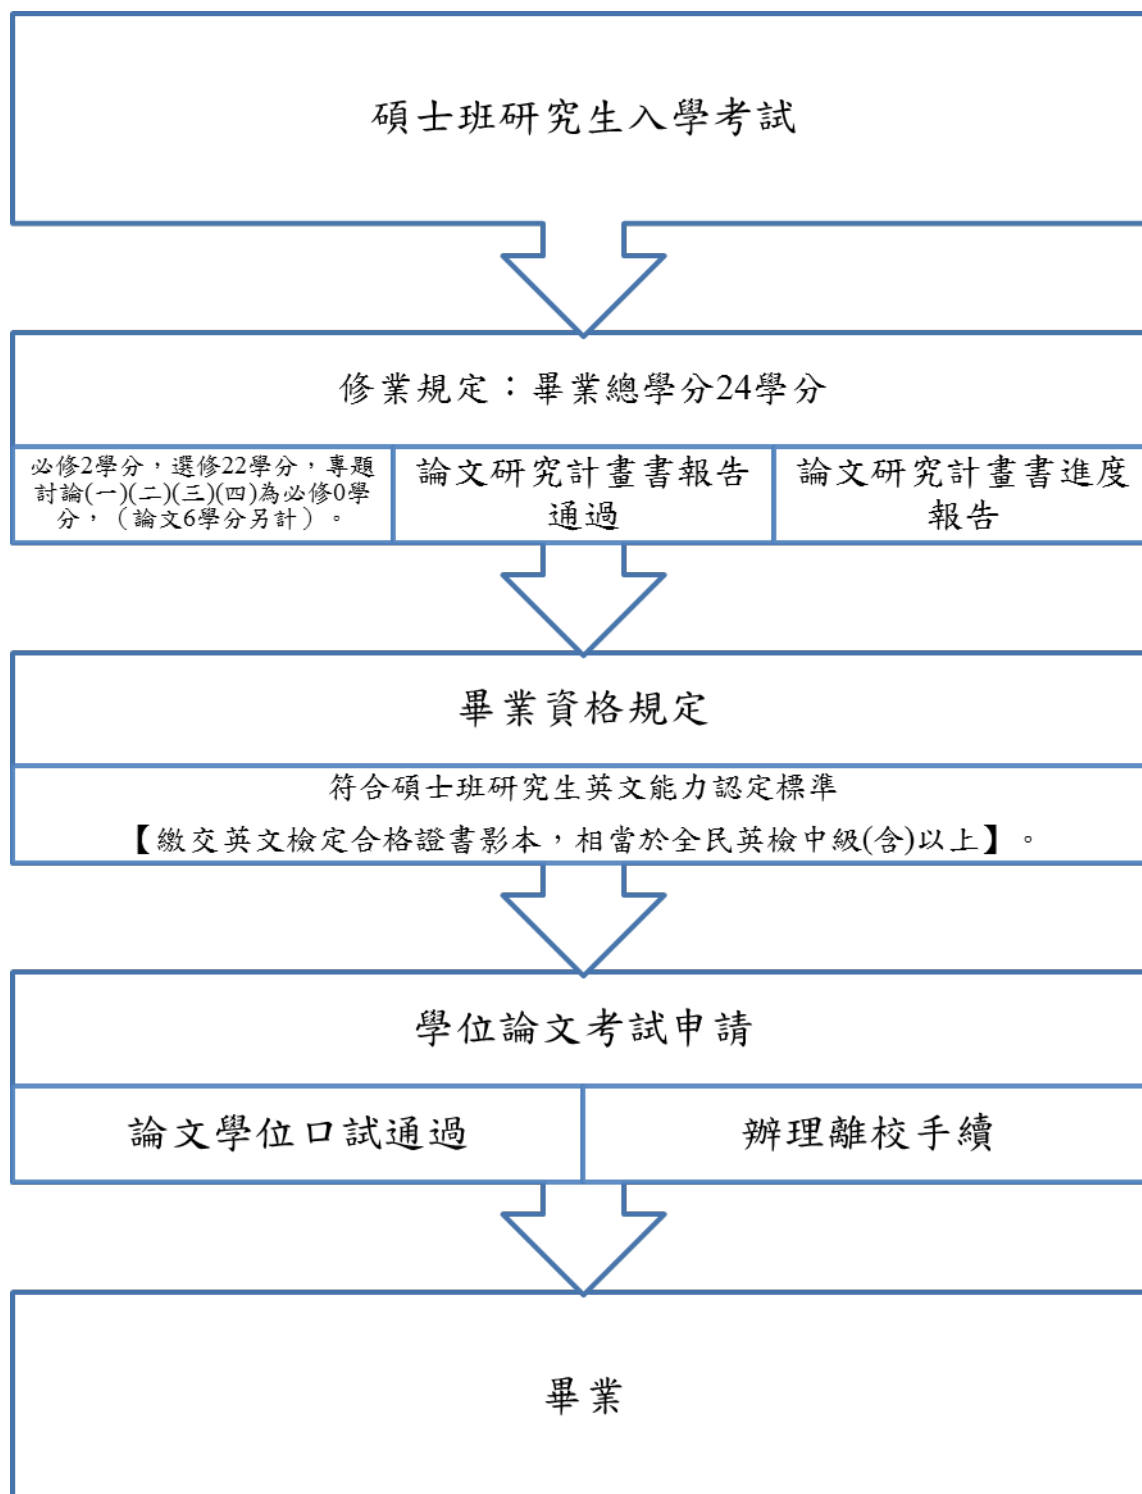 碩士班研究生入學考試
修業規定：畢業總學分24學分
必修2學分，選修22學分，專題
討論(一)(二)(三)(四)為必修0學
分，（論文6學分另計）。
論文研究計畫書報告
通過
論文研究計畫書進度
報告
畢業資格規定
符合碩士班研究生英文能力認定標準
【繳交英文檢定合格證書影本，相當於全民英檢中級(含)以上】。
學位論文考試申請
論文學位口試通過
辦理離校手續
畢業